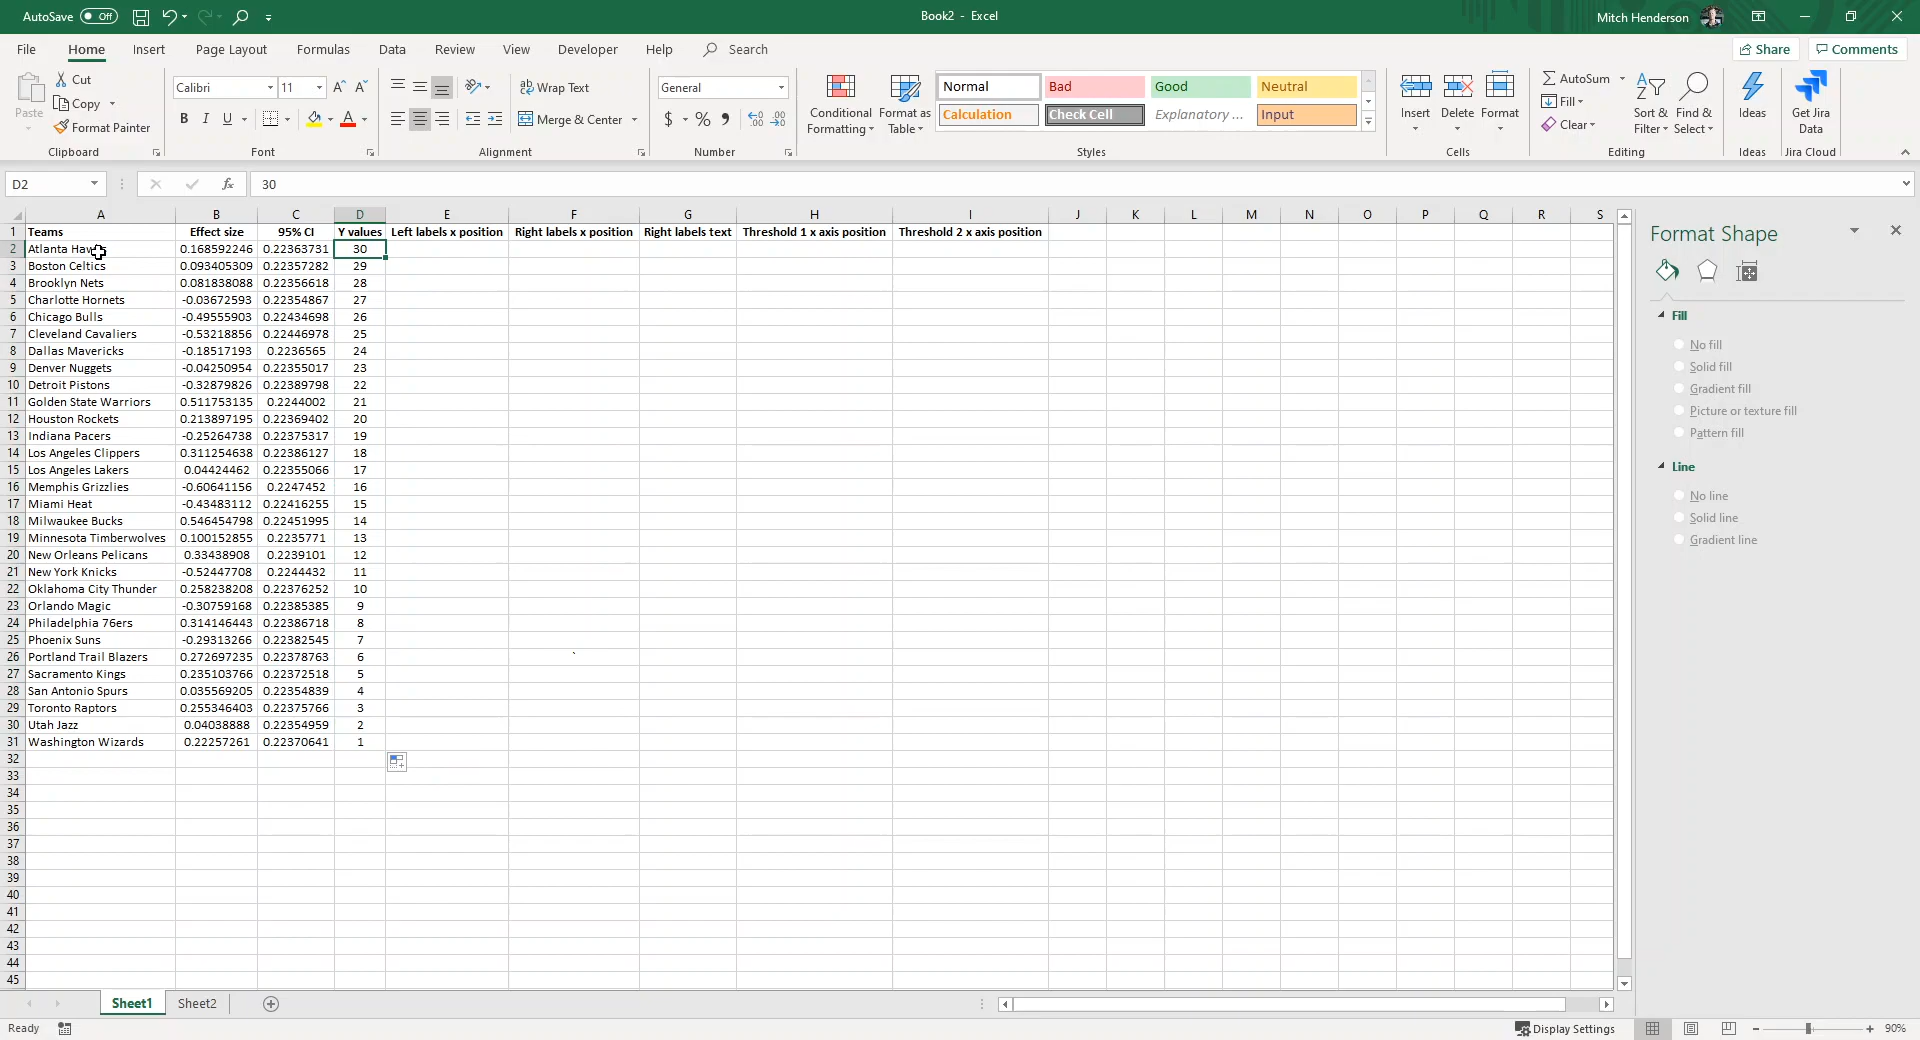 AutoSave Off Book2 - Excel Mitch Henderson
File Home Insert Page Layout Formulas Data Review View Developer Help Search Share Comments
Paste Cut Copy Format Painter Clipboard
Calibri 11 A A B I U A Font
Wrap Text Merge & Center Alignment
General $ % Number
Conditional Formatting Format as Table
Normal Bad Good Neutral
Calculation Check Cell Explanatory ... Input
Styles
Insert Delete Format Cells
AutoSum Fill Clear Sort & Filter Find & Select Editing
Ideas Ideas
Get Jira Data Jira Cloud
D2 fx 30
A B C D E F G H I J K L M N O P Q R S
1 Teams Effect size 95% CI Y values Left labels x position Right labels x position Right labels text Threshold 1 x axis position Threshold 2 x axis position
2 Atlanta Hawks 0.168592246 0.22363731 30
3 Boston Celtics 0.093405309 0.22357282 29
4 Brooklyn Nets 0.081838088 0.22356618 28
5 Charlotte Hornets -0.03672593 0.22354867 27
6 Chicago Bulls -0.49555903 0.22434698 26
7 Cleveland Cavaliers -0.53218856 0.22446978 25
8 Dallas Mavericks -0.18517193 0.2236565 24
9 Denver Nuggets -0.04250954 0.22355017 23
10 Detroit Pistons -0.32879826 0.22389798 22
11 Golden State Warriors 0.511753135 0.2244002 21
12 Houston Rockets 0.213897195 0.22369402 20
13 Indiana Pacers -0.25264738 0.22375317 19
14 Los Angeles Clippers 0.311254638 0.22386127 18
15 Los Angeles Lakers 0.04424462 0.22355066 17
16 Memphis Grizzlies -0.60641156 0.2247452 16
17 Miami Heat -0.43483112 0.22416255 15
18 Milwaukee Bucks 0.546454798 0.22451995 14
19 Minnesota Timberwolves 0.100152855 0.2235771 13
20 New Orleans Pelicans 0.33438908 0.2239101 12
21 New York Knicks -0.52447708 0.2244432 11
22 Oklahoma City Thunder 0.258238208 0.22376252 10
23 Orlando Magic -0.30759168 0.22385385 9
24 Philadelphia 76ers 0.314146443 0.22386718 8
25 Phoenix Suns -0.29313266 0.22382545 7
26 Portland Trail Blazers 0.272697235 0.22378763 6 `
27 Sacramento Kings 0.235103766 0.22372518 5
28 San Antonio Spurs 0.035569205 0.22354839 4
29 Toronto Raptors 0.255346403 0.22375766 3
30 Utah Jazz 0.04038888 0.22354959 2
31 Washington Wizards 0.22257261 0.22370641 1
32
33
34
35
36
37
38
39
40
41
42
43
44
45
Format Shape
Fill
No fill
Solid fill
Gradient fill
Picture or texture fill
Pattern fill
Line
No line
Solid line
Gradient line
Sheet1 Sheet2
Ready Display Settings 90%